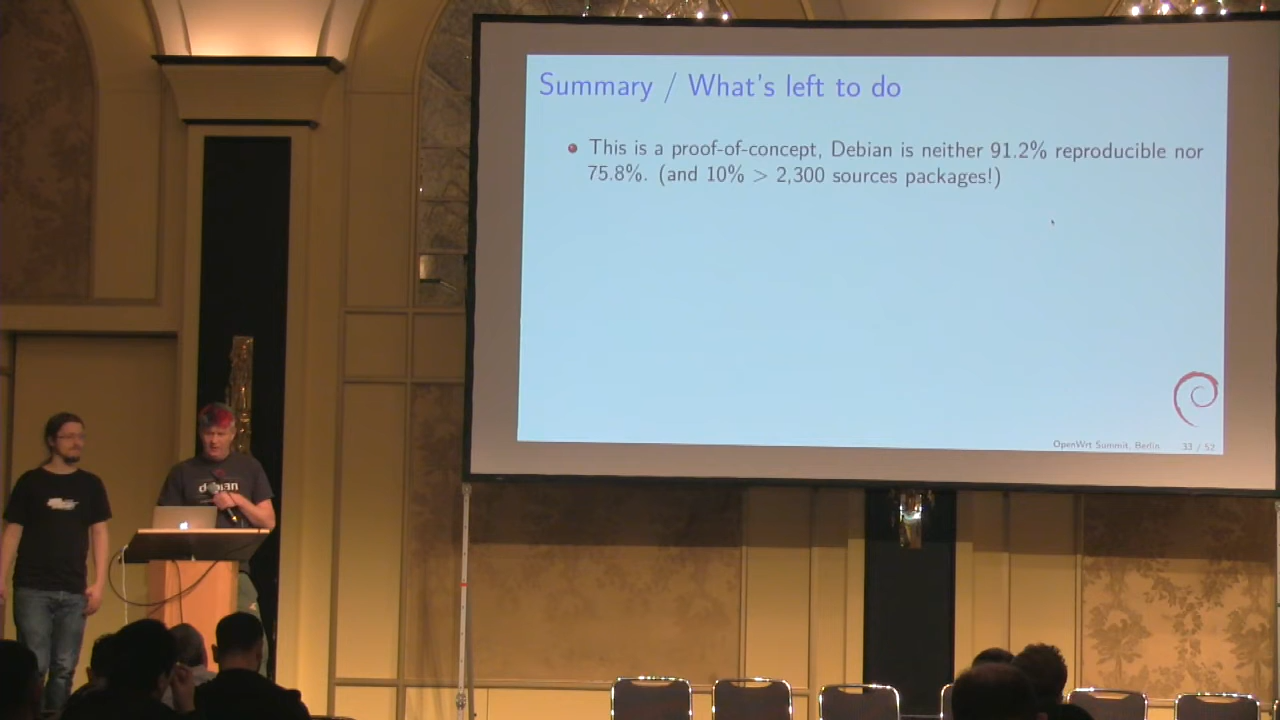 Summary / What's left to do
This is a proof-of-concept, Debian is neither 91.2% reproducible nor
75.8%. (and 10% > 2,300 sources packages!)
OpenWrt Summit, Berlin 33 / 52
debian